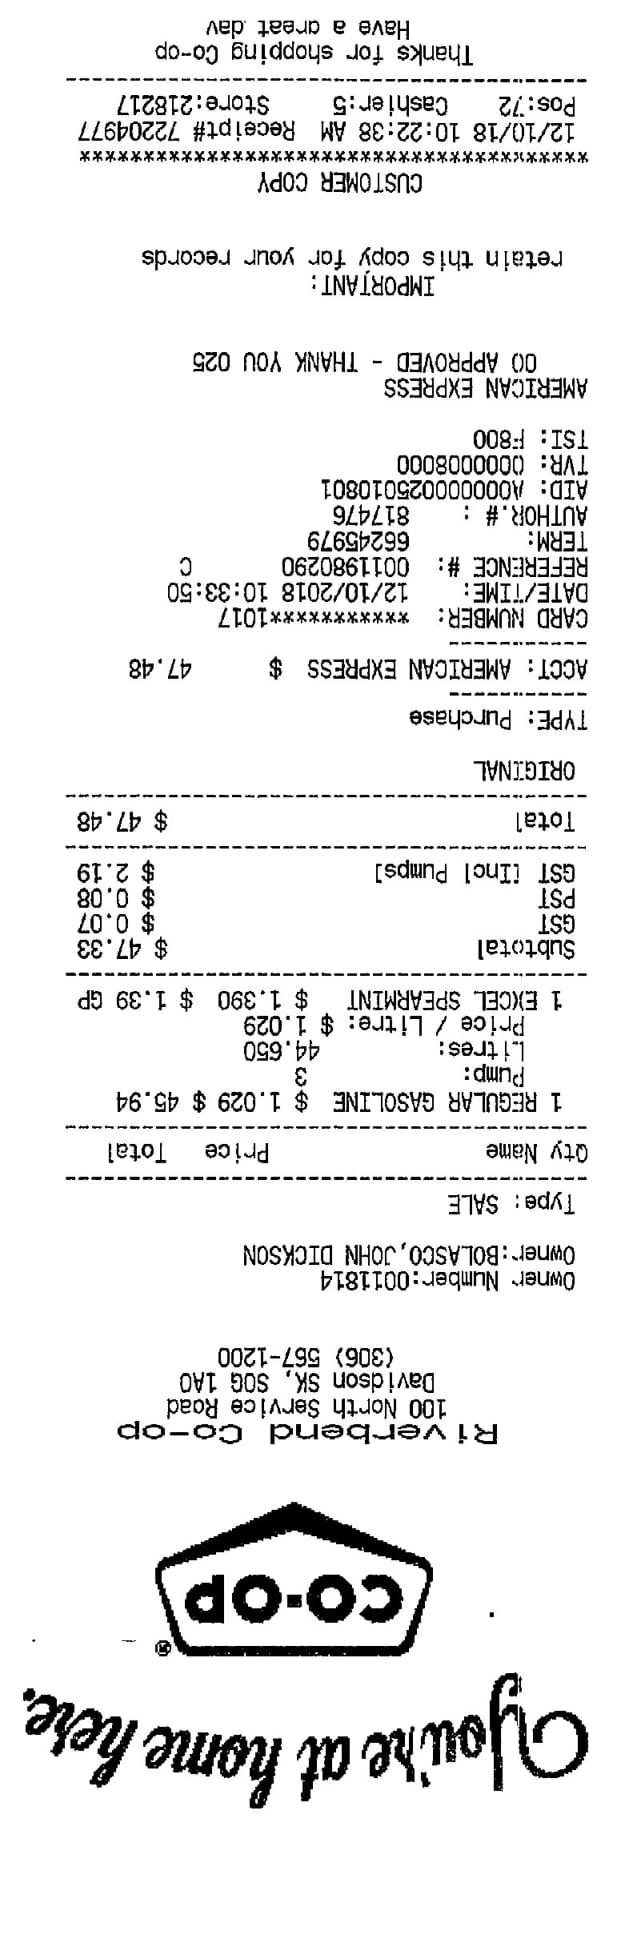 You're at home here.
CO-OP®
Riverbend Co-op
100 North Service Road
Davidson SK, S0G 1A0
(306) 567-1200
Owner Number:0011814
Owner:BOLASCO,JOHN DICKSON
Type: SALE
Qty Name Price Total
1 REGULAR GASOLINE $ 1.029 $ 45.94
Pump: 3
Litres: 44.650
Price / Litre: $ 1.029
1 EXCEL SPEARMINT $ 1.390 $ 1.39 GP
Subtotal $ 47.33
GST $ 0.07
PST $ 0.08
GST [Incl Pumps] $ 2.19
Total $ 47.48
ORIGINAL
TYPE: Purchase
ACCT: AMERICAN EXPRESS $ 47.48
CARD NUMBER: ************1017
DATE/TIME: 12/10/2018 10:33:50
REFERENCE #: 0011980290 C
TERM: 66245979
AUTHOR.# : 817476
AID: A000000025010801
TVR: 0000008000
TSI: F800
AMERICAN EXPRESS
00 APPROVED - THANK YOU 025
IMPORTANT:
retain this copy for your records
CUSTOMER COPY
****************************************
12/10/18 10:22:38 AM Receipt# 72204977
Pos:72 Cashier:5 Store:218217
Thanks for shopping Co-op
Have a great day